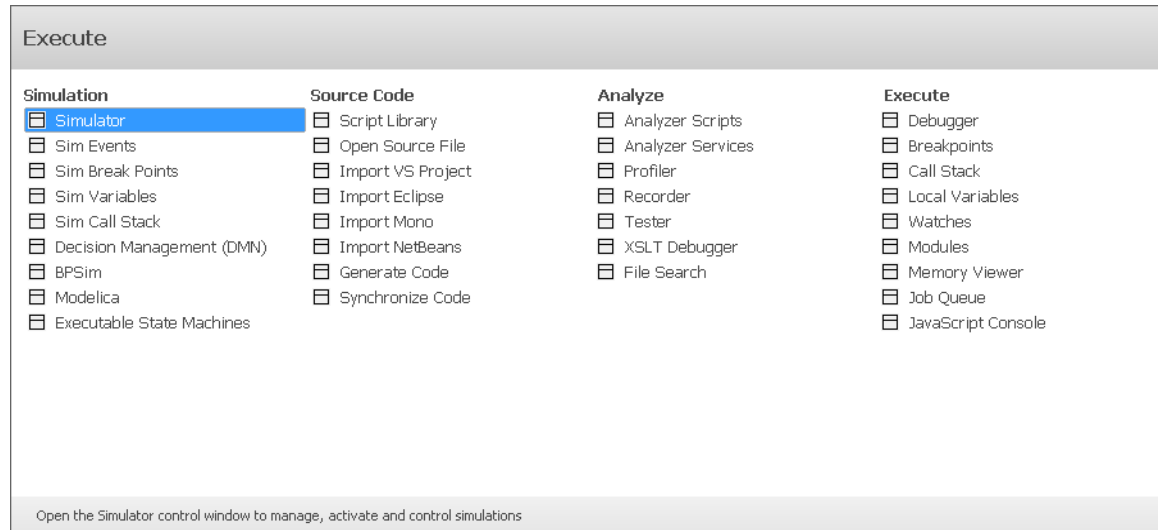 Execute
Simulation
Simulator
Sim Events
Sim Break Points
Sim Variables
Sim Call Stack
Decision Management (DMN)
BPSim
Modelica
Executable State Machines
Source Code
Script Library
Open Source File
Import VS Project
Import Eclipse
Import Mono
Import NetBeans
Generate Code
Synchronize Code
Analyze
Analyzer Scripts
Analyzer Services
Profiler
Recorder
Tester
XSLT Debugger
File Search
Execute
Debugger
Breakpoints
Call Stack
Local Variables
Watches
Modules
Memory Viewer
Job Queue
JavaScript Console
Open the Simulator control window to manage, activate and control simulations